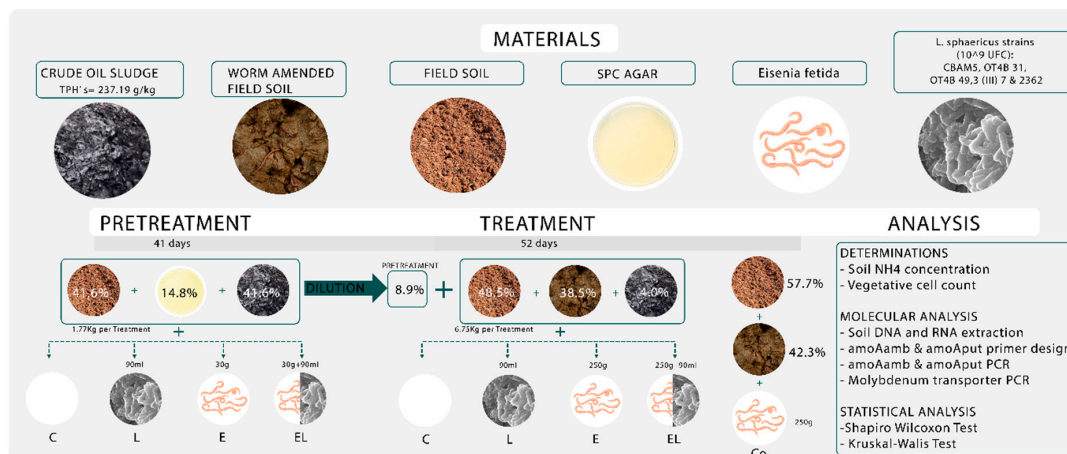 MATERIALS
CRUDE OIL SLUDGE
TPH's= 237.19 g/kg
WORM AMENDED
FIELD SOIL
FIELD SOIL
SPC AGAR
Eisenia fetida
L. sphaericus strains
(10^9 UFC):
CBAM5, OT4B 31,
OT4B 49,3 (III) 7 & 2362
PRETREATMENT
41 days
TREATMENT
52 days
ANALYSIS
41,6%
+
14.8%
+
41.6%
1.77Kg per Treatment
+
DILUTION
PRETREATMENT
8.9%
+
48.5%
+
38.5%
+
4.0%
6.75Kg per Treatment
+
90ml
30g
30g+90ml
C
L
E
EL
90ml
250g
250g
90ml
C
L
E
EL
57.7%
+
42.3%
+
250g
Co
DETERMINATIONS
- Soil NH4 concentration
- Vegetative cell count
MOLECULAR ANALYSIS
- Soil DNA and RNA extraction
- amoAamb & amoAput primer design
- amoAamb & amoAput PCR
- Molybdenum transporter PCR
STATISTICAL ANALYSIS
-Shapiro Wilcoxon Test
- Kruskal-Walis Test